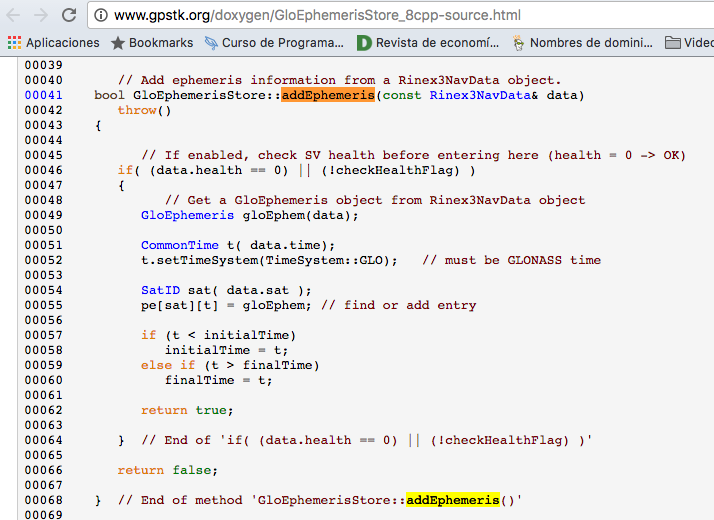 www.gpstk.org/doxygen/GloEphemerisStore_8cpp-source.html
Aplicaciones Bookmarks Curso de Programa... Revista de economí... Nombres de domini... Video
00039
00040 // Add ephemeris information from a Rinex3NavData object.
00041 bool GloEphemerisStore::addEphemeris(const Rinex3NavData& data)
00042 throw()
00043 {
00044
00045 // If enabled, check SV health before entering here (health = 0 -> OK)
00046 if( (data.health == 0) || (!checkHealthFlag) )
00047 {
00048 // Get a GloEphemeris object from Rinex3NavData object
00049 GloEphemeris gloEphem(data);
00050
00051 CommonTime t( data.time);
00052 t.setTimeSystem(TimeSystem::GLO); // must be GLONASS time
00053
00054 SatID sat( data.sat );
00055 pe[sat][t] = gloEphem; // find or add entry
00056
00057 if (t < initialTime)
00058 initialTime = t;
00059 else if (t > finalTime)
00060 finalTime = t;
00061
00062 return true;
00063
00064 } // End of 'if( (data.health == 0) || (!checkHealthFlag) )'
00065
00066 return false;
00067
00068 } // End of method 'GloEphemerisStore::addEphemeris()'
00069